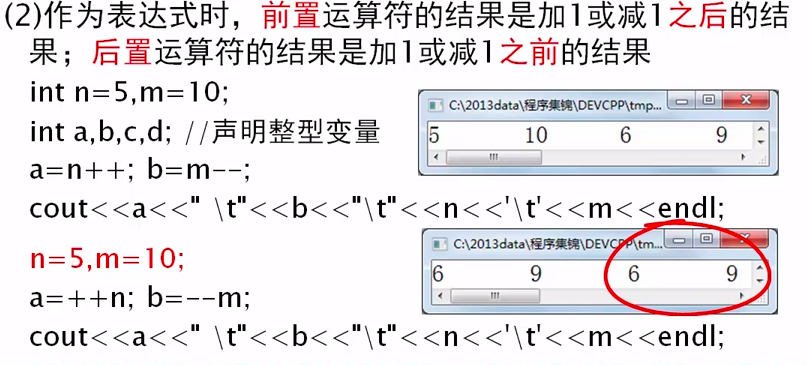 (2)作为表达式时，前置运算符的结果是加1或减1之后的结
果；后置运算符的结果是加1或减1之前的结果
int n=5,m=10;
int a,b,c,d; //声明整型变量
a=n++; b=m--;
cout<<a<<" \t"<<b<<"\t"<<n<<'\t'<<m<<endl;
C:\2013data\程序集锦\DEVCPP\tmp...
5 10 6 9
n=5,m=10;
a=++n; b=--m;
cout<<a<<" \t"<<b<<"\t"<<n<<'\t'<<m<<endl;
C:\2013data\程序集锦\DEVCPP\tm...
6 9 6 9